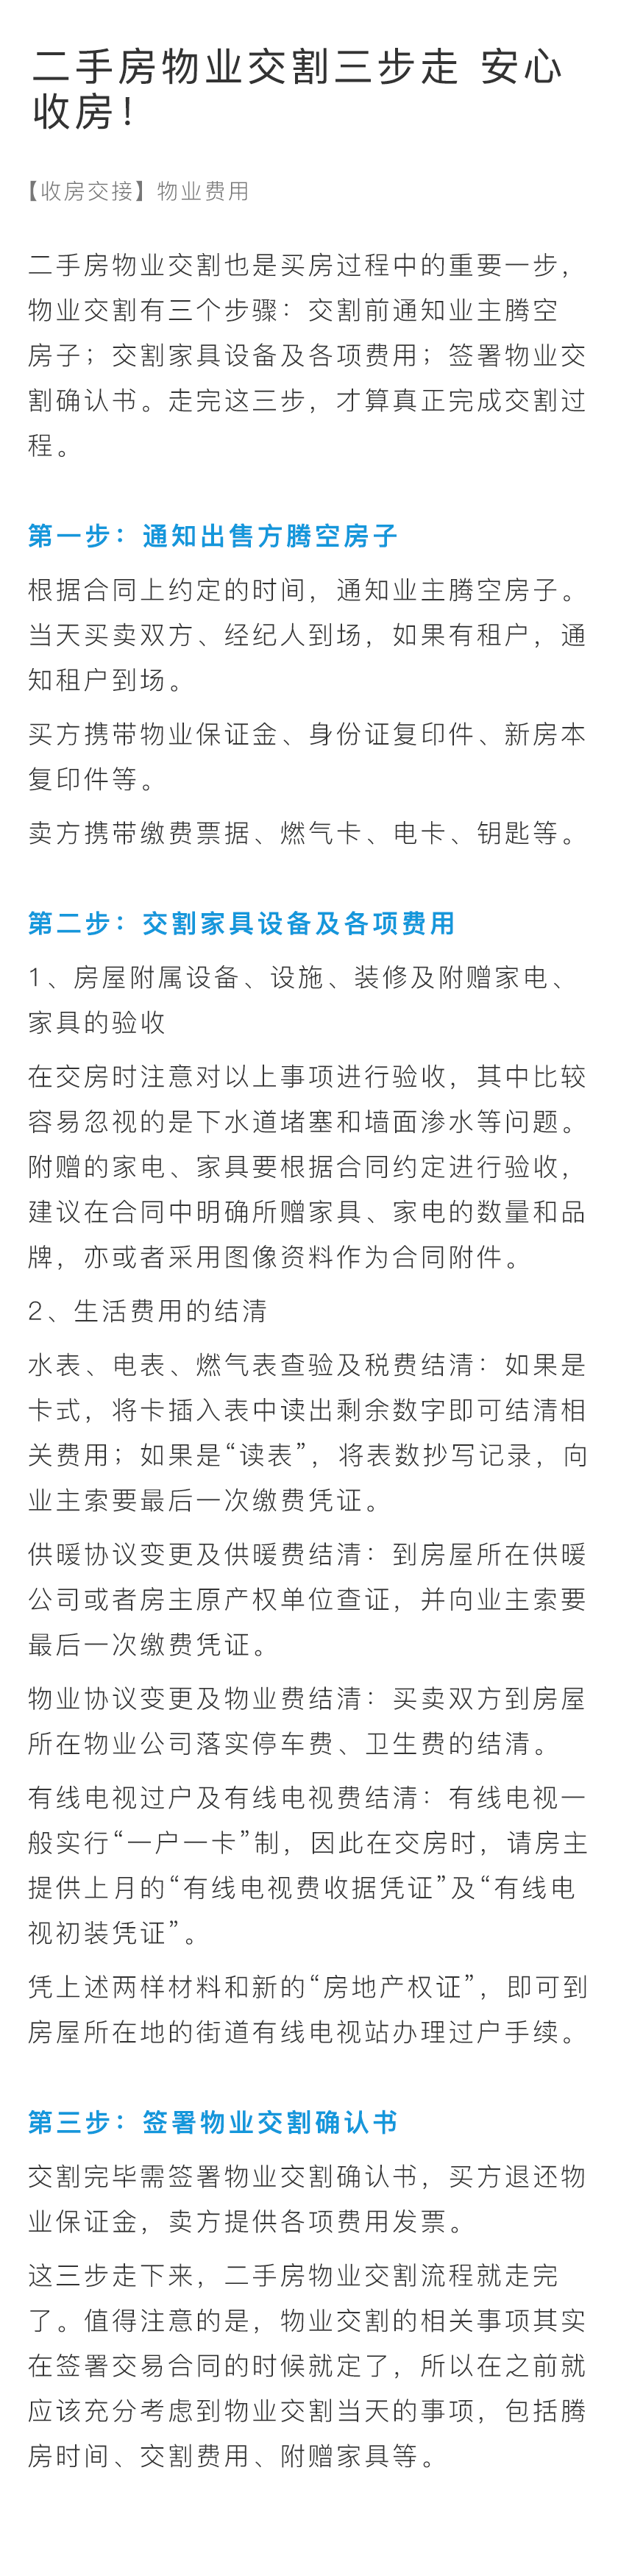 二手房物业交割三步走 安心
收房！
【收房交接】物业费用
二手房物业交割也是买房过程中的重要一步，
物业交割有三个步骤：交割前通知业主腾空
房子；交割家具设备及各项费用；签署物业交
割确认书。走完这三步，才算真正完成交割过
程。
第一步：通知出售方腾空房子
根据合同上约定的时间，通知业主腾空房子。
当天买卖双方、经纪人到场，如果有租户，通
知租户到场。
买方携带物业保证金、身份证复印件、新房本
复印件等。
卖方携带缴费票据、燃气卡、电卡、钥匙等。
第二步：交割家具设备及各项费用
1、房屋附属设备、设施、装修及附赠家电、
家具的验收
在交房时注意对以上事项进行验收，其中比较
容易忽视的是下水道堵塞和墙面渗水等问题。
附赠的家电、家具要根据合同约定进行验收，
建议在合同中明确所赠家具、家电的数量和品
牌，亦或者采用图像资料作为合同附件。
2、生活费用的结清
水表、电表、燃气表查验及税费结清：如果是
卡式，将卡插入表中读出剩余数字即可结清相
关费用；如果是“读表”，将表数抄写记录，向
业主索要最后一次缴费凭证。
供暖协议变更及供暖费结清：到房屋所在供暖
公司或者房主原产权单位查证，并向业主索要
最后一次缴费凭证。
物业协议变更及物业费结清：买卖双方到房屋
所在物业公司落实停车费、卫生费的结清。
有线电视过户及有线电视费结清：有线电视一
般实行“一户一卡”制，因此在交房时，请房主
提供上月的“有线电视费收据凭证”及“有线电
视初装凭证”。
凭上述两样材料和新的“房地产权证”，即可到
房屋所在地的街道有线电视站办理过户手续。
第三步：签署物业交割确认书
交割完毕需签署物业交割确认书，买方退还物
业保证金，卖方提供各项费用发票。
这三步走下来，二手房物业交割流程就走完
了。值得注意的是，物业交割的相关事项其实
在签署交易合同的时候就定了，所以在之前就
应该充分考虑到物业交割当天的事项，包括腾
房时间、交割费用、附赠家具等。